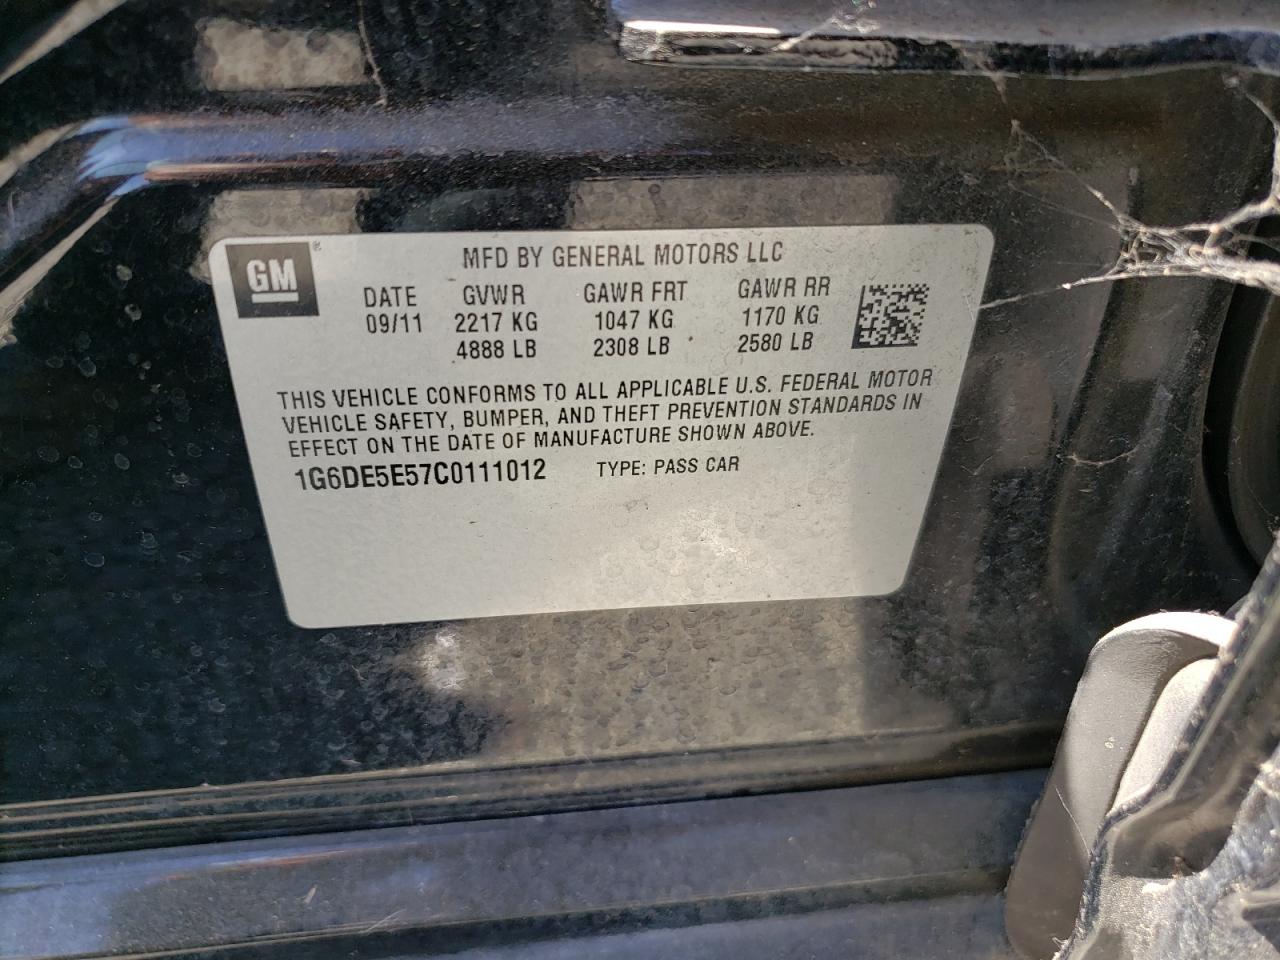 GM ®
MFD BY GENERAL MOTORS LLC
DATE GVWR GAWR FRT GAWR RR
09/11 2217 KG 1047 KG 1170 KG
4888 LB 2308 LB 2580 LB
THIS VEHICLE CONFORMS TO ALL APPLICABLE U.S. FEDERAL MOTOR
VEHICLE SAFETY, BUMPER, AND THEFT PREVENTION STANDARDS IN
EFFECT ON THE DATE OF MANUFACTURE SHOWN ABOVE.
1G6DE5E57C0111012 TYPE: PASS CAR